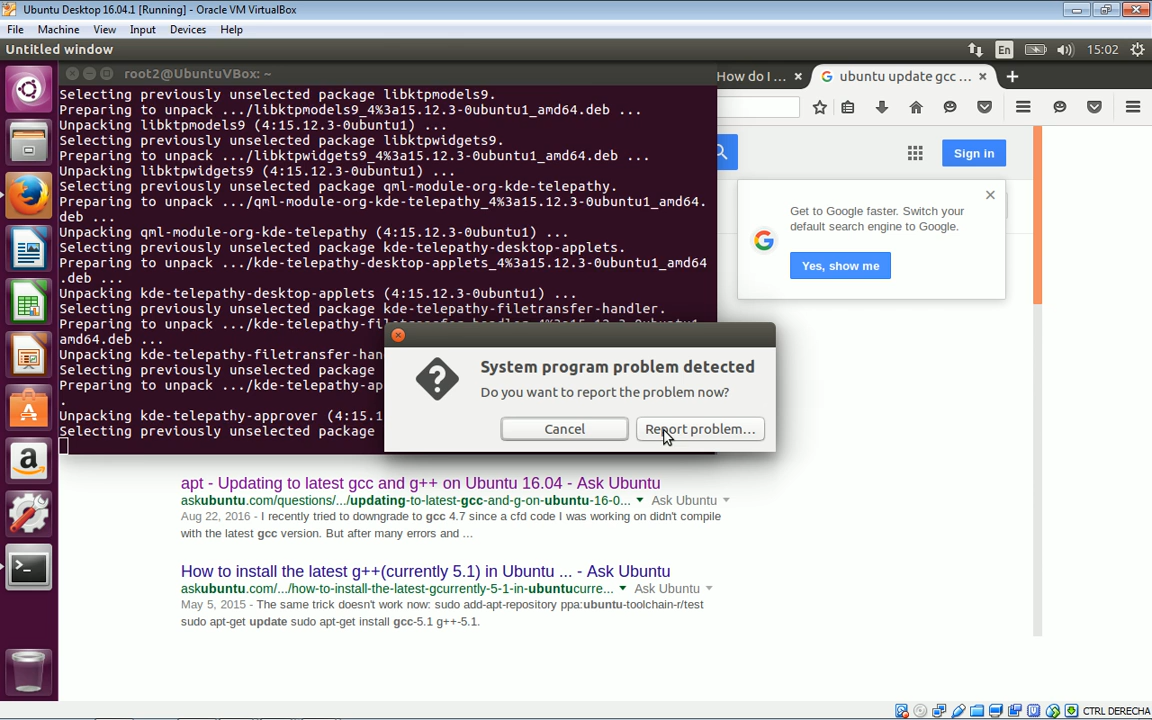 Ubuntu Desktop 16.04.1 [Running] - Oracle VM VirtualBox
File Machine View Input Devices Help
Untitled window
En
15:02
root2@UbuntuVBox: ~
How do I ...
ubuntu update gcc ...
Selecting previously unselected package libktpmodels9.
Preparing to unpack .../libktpmodels9_4%3a15.12.3-0ubuntu1_amd64.deb ...
Unpacking libktpmodels9 (4:15.12.3-0ubuntu1) ...
Selecting previously unselected package libktpwidgets9.
Preparing to unpack .../libktpwidgets9_4%3a15.12.3-0ubuntu1_amd64.deb ...
Unpacking libktpwidgets9 (4:15.12.3-0ubuntu1) ...
Selecting previously unselected package qml-module-org-kde-telepathy.
Preparing to unpack .../qml-module-org-kde-telepathy_4%3a15.12.3-0ubuntu1_amd64.
deb ...
Unpacking qml-module-org-kde-telepathy (4:15.12.3-0ubuntu1) ...
Selecting previously unselected package kde-telepathy-desktop-applets.
Preparing to unpack .../kde-telepathy-desktop-applets_4%3a15.12.3-0ubuntu1_amd64
.deb ...
Unpacking kde-telepathy-desktop-applets (4:15.12.3-0ubuntu1) ...
Selecting previously unselected package kde-telepathy-filetransfer-handler.
Preparing to unpack .../kde-telepathy-
amd64.deb ...
Unpacking kde-telepathy-filetransfer-han
Selecting previously unselected package
Preparing to unpack .../kde-telepathy-ap
.
Unpacking kde-telepathy-approver (4:15.1
Selecting previously unselected package
Sign in
Get to Google faster. Switch your
default search engine to Google.
Yes, show me
System program problem detected
Do you want to report the problem now?
Cancel
Report problem...
apt - Updating to latest gcc and g++ on Ubuntu 16.04 - Ask Ubuntu
askubuntu.com/questions/.../updating-to-latest-gcc-and-g-on-ubuntu-16-0... Ask Ubuntu
Aug 22, 2016 - I recently tried to downgrade to gcc 4.7 since a cfd code I was working on didn't compile
with the latest gcc version. But after many errors and ...
How to install the latest g++(currently 5.1) in Ubuntu ... - Ask Ubuntu
askubuntu.com/.../how-to-install-the-latest-gcurrently-5-1-in-ubuntucurre... Ask Ubuntu
May 5, 2015 - The same trick doesn't work now: sudo add-apt-repository ppa:ubuntu-toolchain-r/test
sudo apt-get update sudo apt-get install gcc-5.1 g++-5.1.
CTRL DERECHA